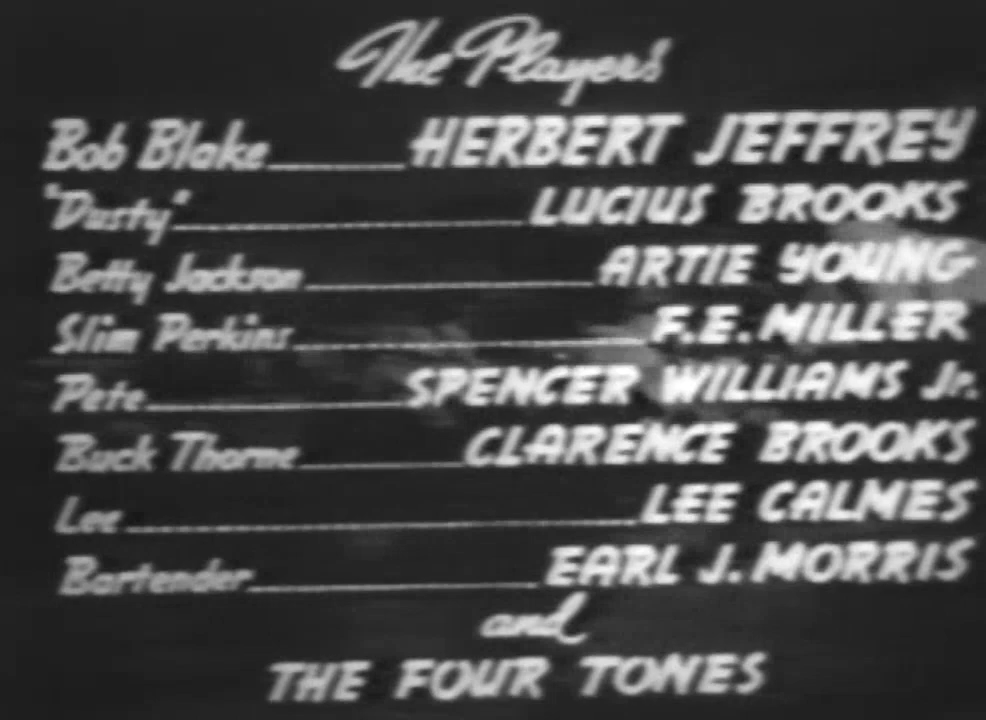 The Players
Bob Blake HERBERT JEFFREY
"Dusty" LUCIUS BROOKS
Betty Jackson ARTIE YOUNG
Slim Perkins F.E. MILLER
Pete SPENCER WILLIAMS Jr.
Buck Thorne CLARENCE BROOKS
Lee LEE CALMES
Bartender EARL J. MORRIS
and
THE FOUR TONES